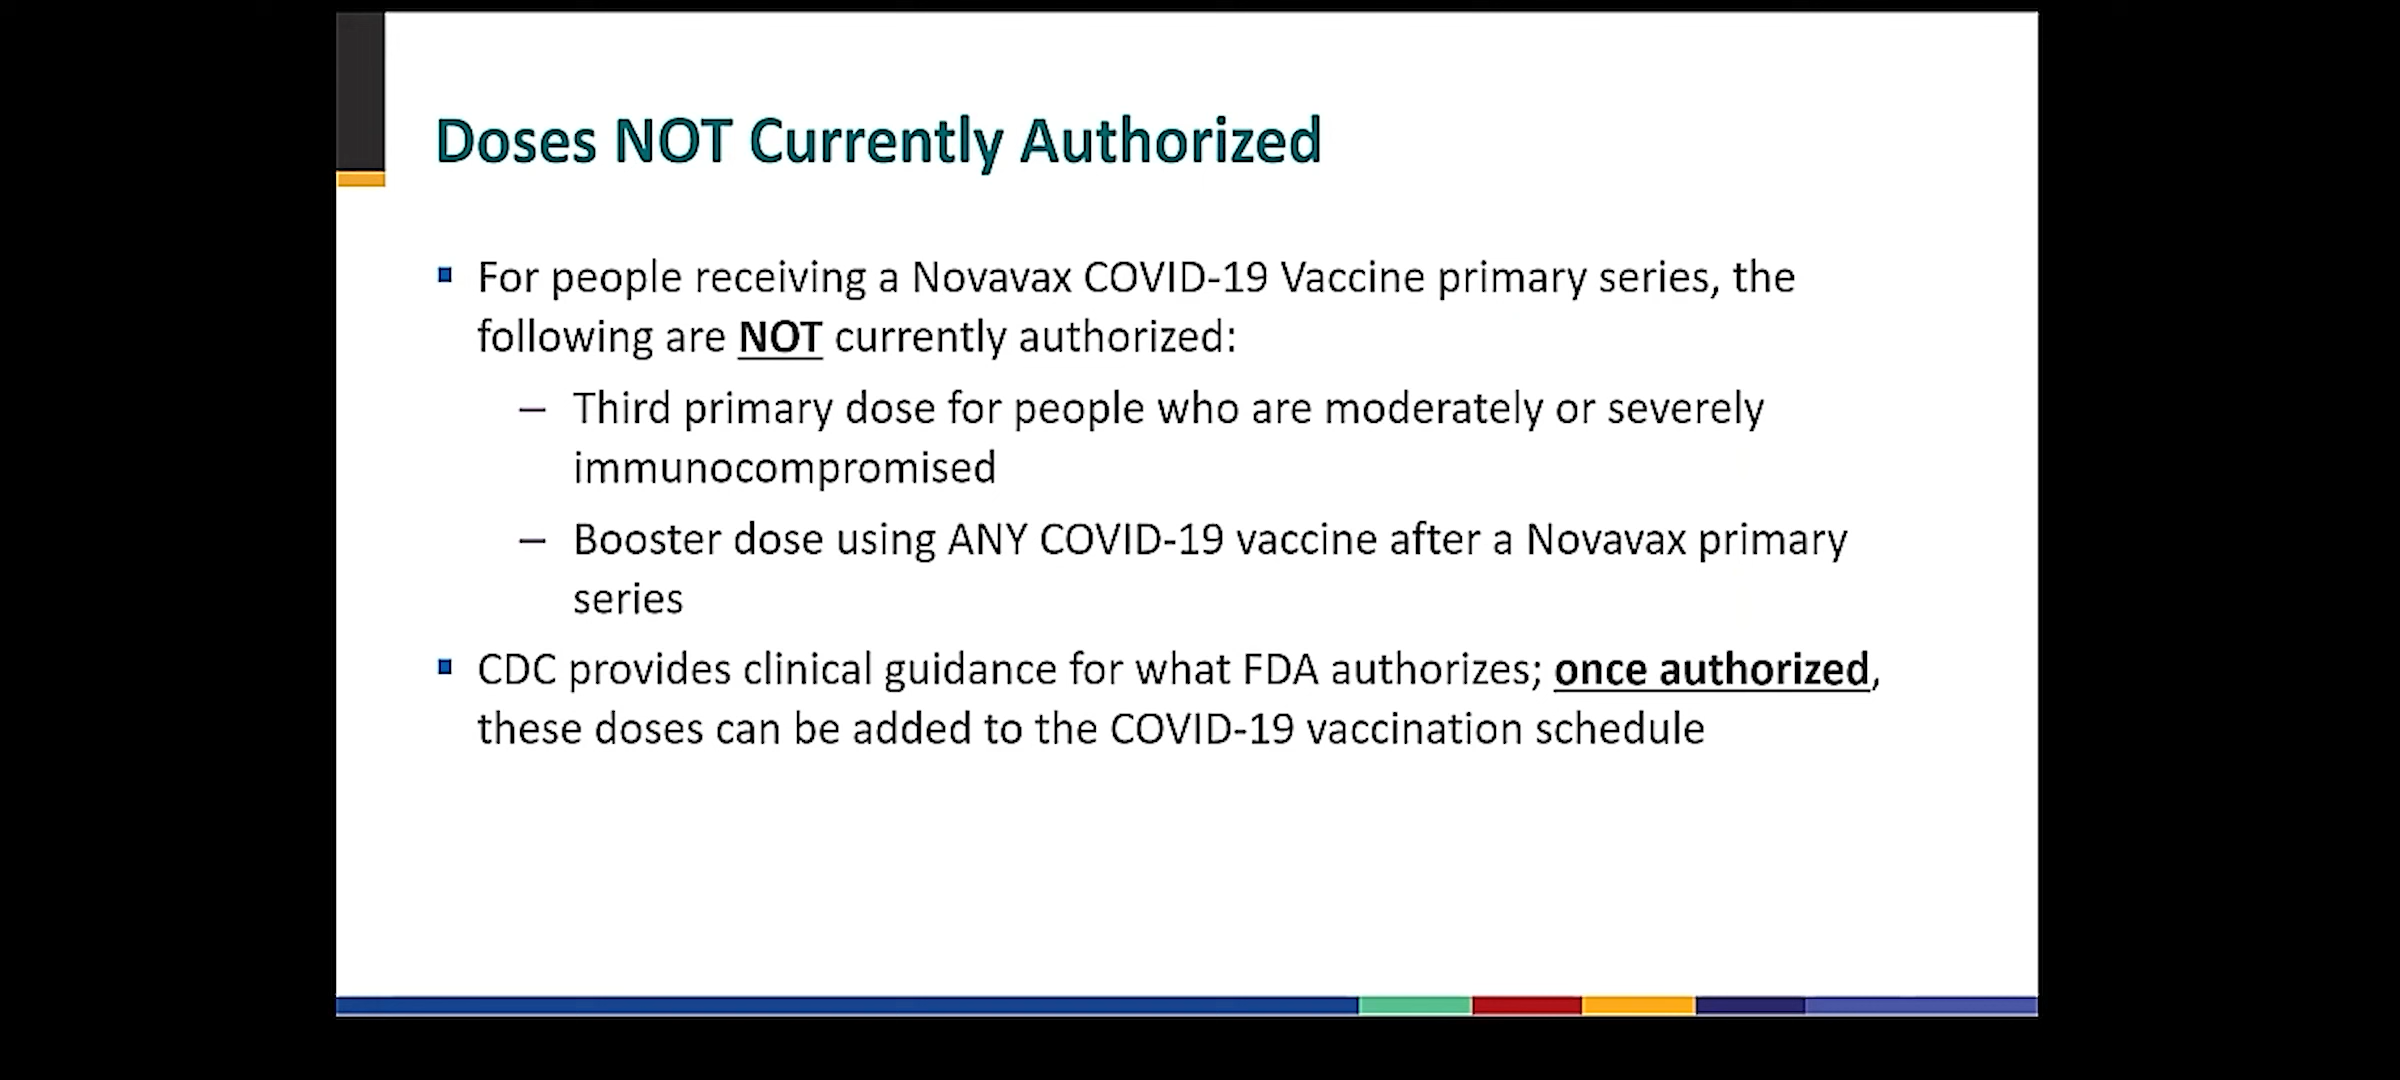 Doses NOT Currently Authorized
▪ For people receiving a Novavax COVID-19 Vaccine primary series, the
following are NOT currently authorized:
– Third primary dose for people who are moderately or severely
immunocompromised
– Booster dose using ANY COVID-19 vaccine after a Novavax primary
series
▪ CDC provides clinical guidance for what FDA authorizes; once authorized,
these doses can be added to the COVID-19 vaccination schedule